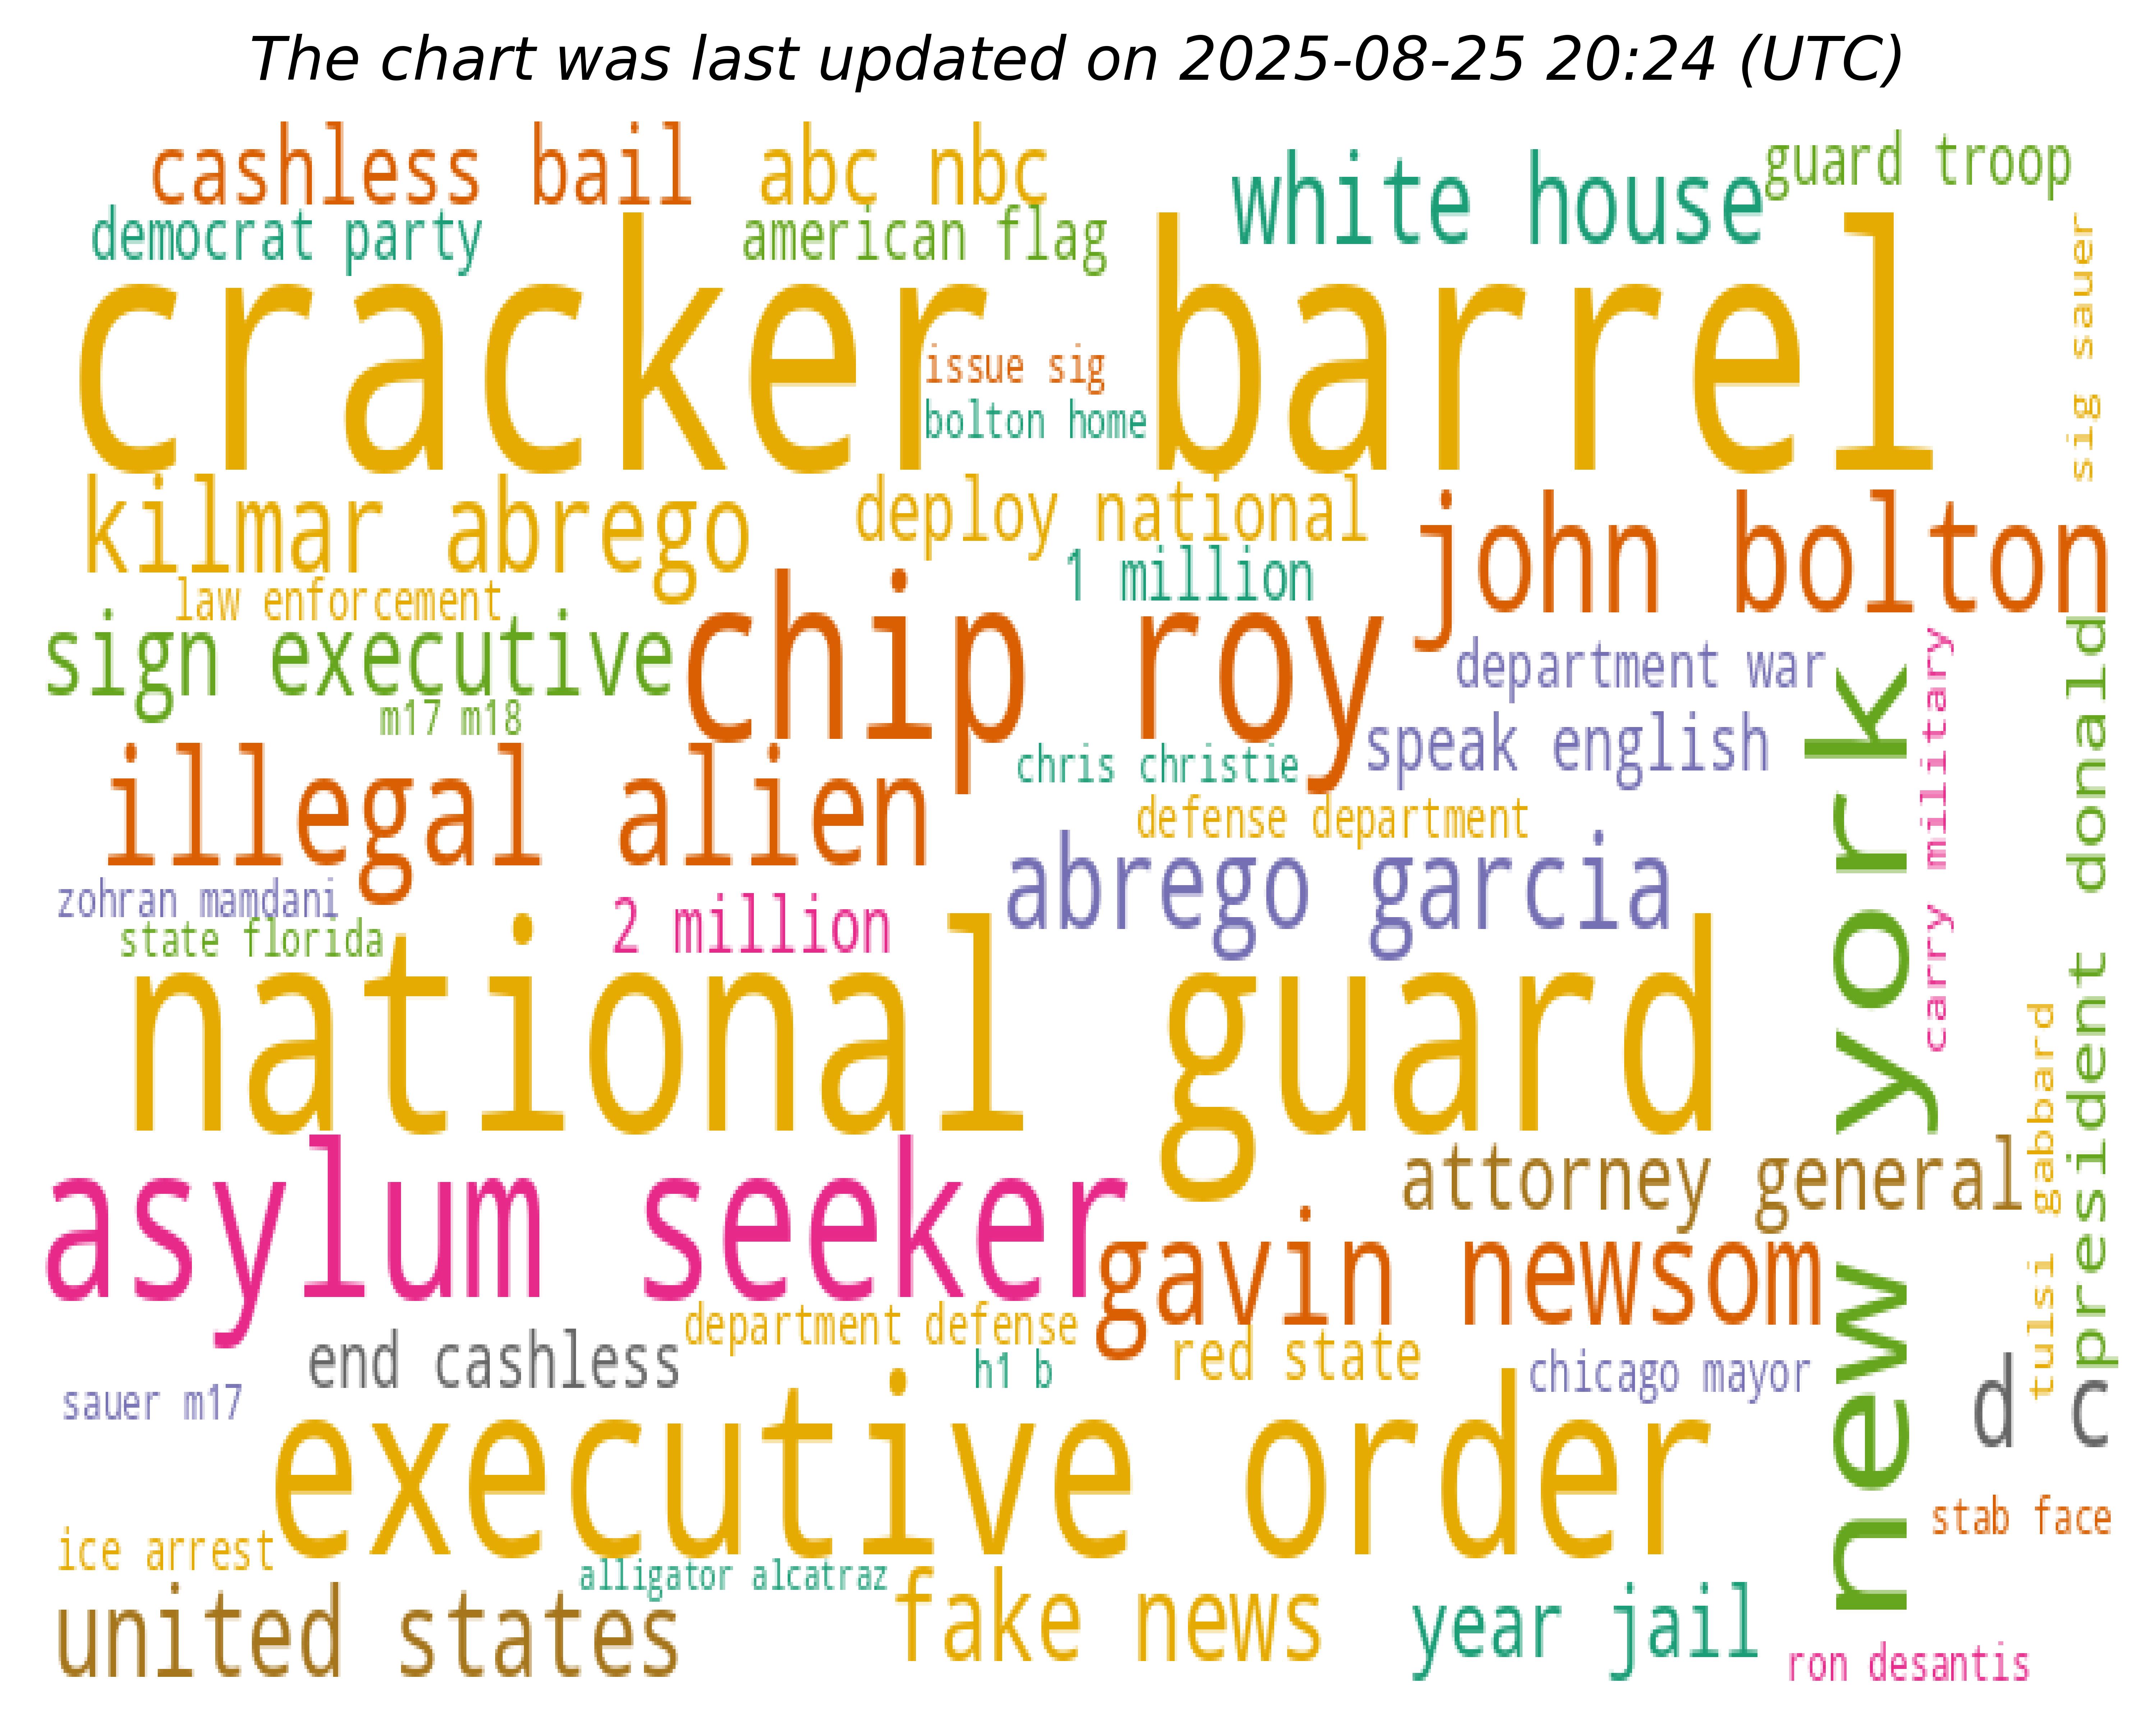 The chart was last updated on 2025-08-25 20:24 (UTC)
cashless bail
abc nbc
white house
guard troop
democrat party
american flag
cracker barrel
sig sauer
issue sig
bolton home
kilmar abrego
deploy national
john bolton
1 million
law enforcement
chip roy
sign executive
department war
president donald
carry military
new york
m17 m18
speak english
illegal alien
chris christie
defense department
abrego garcia
zohran mamdani
2 million
state florida
national guard
tulsi gabbard
asylum seeker
attorney general
gavin newsom
department defense
end cashless
red state
h1 b
chicago mayor
d c
sauer m17
executive order
stab face
ice arrest
alligator alcatraz
united states
fake news
year jail
ron desantis